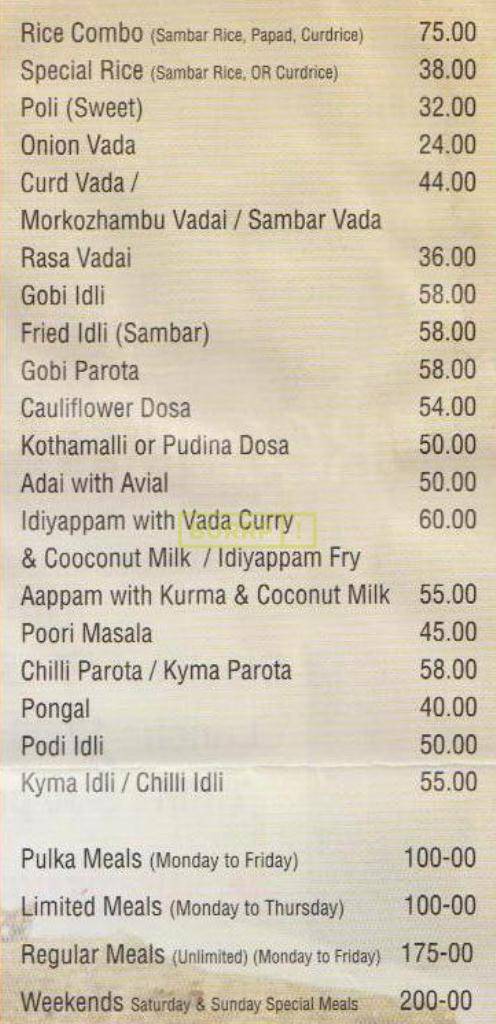 Rice Combo (Sambar Rice, Papad, Curdrice) 75.00
Special Rice (Sambar Rice, OR Curdrice) 38.00
Poli (Sweet) 32.00
Onion Vada 24.00
Curd Vada / 44.00
Morkozhambu Vadai / Sambar Vada
Rasa Vadai 36.00
Gobi Idli 58.00
Fried Idli (Sambar) 58.00
Gobi Parota 58.00
Cauliflower Dosa 54.00
Kothamalli or Pudina Dosa 50.00
Adai with Avial 50.00
Idiyappam with Vada Curry 60.00
BURRP!
& Cooconut Milk / Idiyappam Fry
Aappam with Kurma & Coconut Milk 55.00
Poori Masala 45.00
Chilli Parota / Kyma Parota 58.00
Pongal 40.00
Podi Idli 50.00
Kyma Idli / Chilli Idli 55.00
Pulka Meals (Monday to Friday) 100-00
Limited Meals (Monday to Thursday) 100-00
Regular Meals (Unlimited) (Monday to Friday) 175-00
Weekends Saturday & Sunday Special Meals 200-00